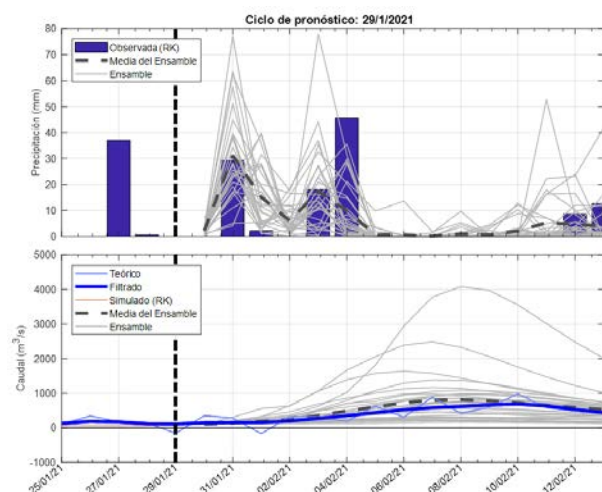 Ciclo de pronóstico: 29/1/2021
Precipitación (mm)
80
70
60
50
40
30
20
10
0
Observada (RK)
Media del Ensamble
Ensamble
Caudal (m³/s)
5000
4000
3000
2000
1000
0
-1000
Teórico
Filtrado
Simulado (RK)
Media del Ensamble
Ensamble
25/01/21
27/01/21
29/01/21
31/01/21
02/02/21
04/02/21
06/02/21
08/02/21
10/02/21
12/02/21